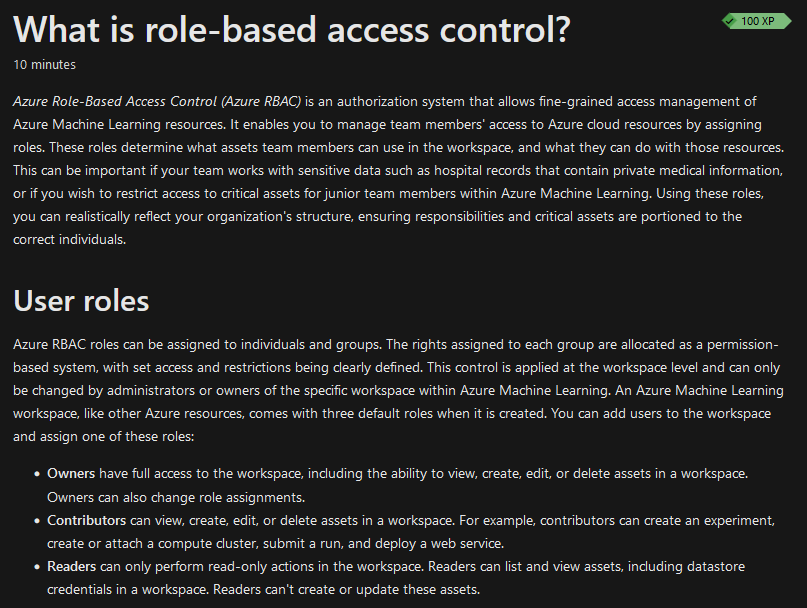 What is role-based access control?
100 XP
10 minutes
Azure Role-Based Access Control (Azure RBAC) is an authorization system that allows fine-grained access management of
Azure Machine Learning resources. It enables you to manage team members' access to Azure cloud resources by assigning
roles. These roles determine what assets team members can use in the workspace, and what they can do with those resources.
This can be important if your team works with sensitive data such as hospital records that contain private medical information,
or if you wish to restrict access to critical assets for junior team members within Azure Machine Learning. Using these roles,
you can realistically reflect your organization's structure, ensuring responsibilities and critical assets are portioned to the
correct individuals.
User roles
Azure RBAC roles can be assigned to individuals and groups. The rights assigned to each group are allocated as a permission-
based system, with set access and restrictions being clearly defined. This control is applied at the workspace level and can only
be changed by administrators or owners of the specific workspace within Azure Machine Learning. An Azure Machine Learning
workspace, like other Azure resources, comes with three default roles when it is created. You can add users to the workspace
and assign one of these roles:
• Owners have full access to the workspace, including the ability to view, create, edit, or delete assets in a workspace.
Owners can also change role assignments.
• Contributors can view, create, edit, or delete assets in a workspace. For example, contributors can create an experiment,
create or attach a compute cluster, submit a run, and deploy a web service.
• Readers can only perform read-only actions in the workspace. Readers can list and view assets, including datastore
credentials in a workspace. Readers can't create or update these assets.